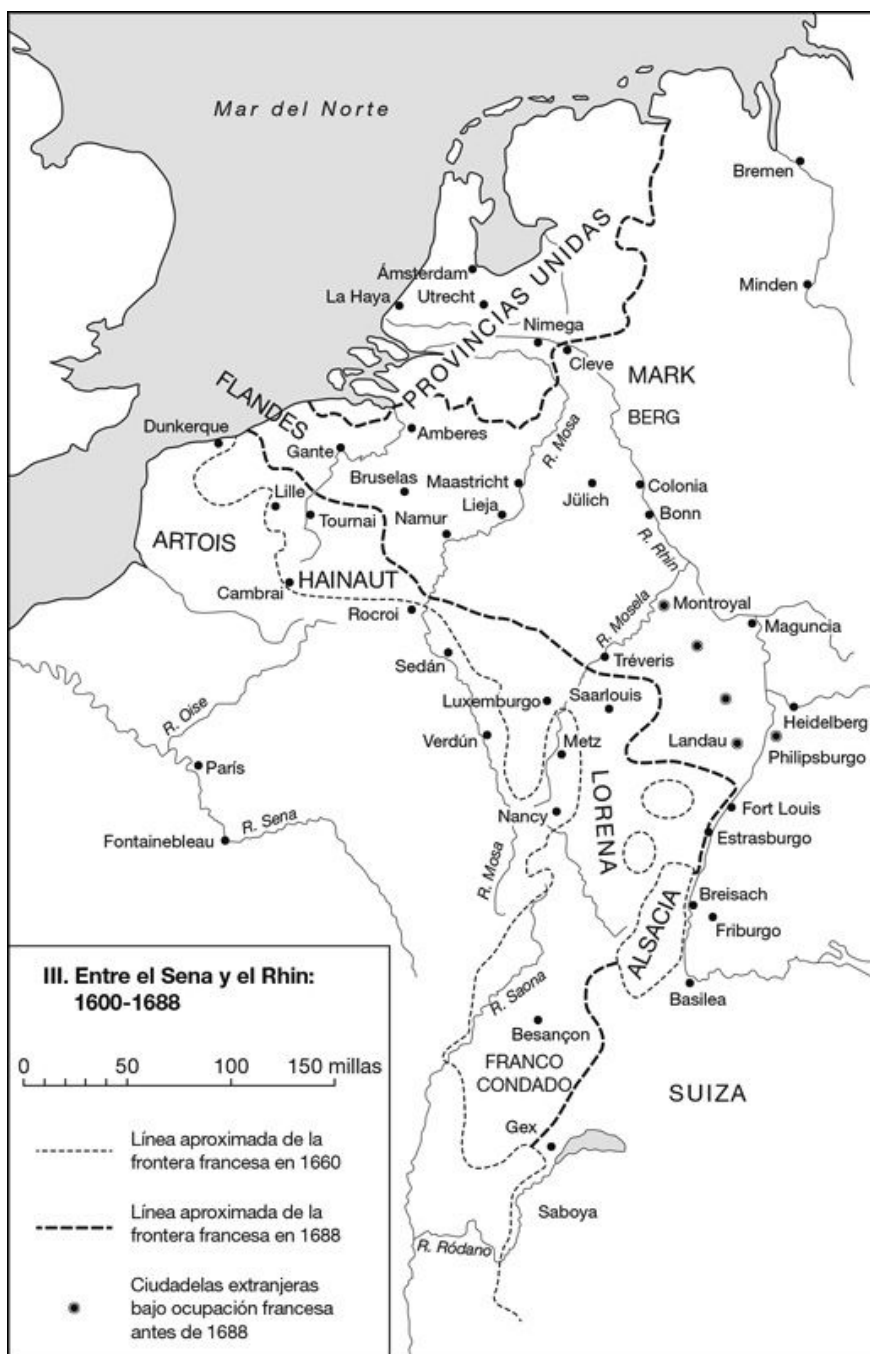 Mar del Norte
Bremen
PROVINCIAS UNIDAS
Ámsterdam
La Haya
Utrecht
Minden
Nimega
Cleve
MARK
FLANDES
BERG
Dunkerque
Amberes
R. Mosa
Gante
Bruselas
Maastricht
Jülich
Colonia
Lille
Lieja
Bonn
Tournai
Namur
ARTOIS
R. Rhin
HAINAUT
Cambrai
Rocroi
R. Mosela
Montroyal
Maguncia
Sedán
Tréveris
Luxemburgo
Saarlouis
R. Oise
Heidelberg
Verdún
Metz
Landau
Philipsburgo
París
LORENA
Nancy
Fort Louis
R. Sena
Fontainebleau
Estrasburgo
R. Mosa
ALSACIA
Breisach
Friburgo
Basilea
R. Saona
Besançon
FRANCO
CONDADO
SUIZA
Gex
Saboya
R. Ródano
III. Entre el Sena y el Rhin:
1600-1688
0 50 100 150 millas
Línea aproximada de la
frontera francesa en 1660
Línea aproximada de la
frontera francesa en 1688
Ciudadelas extranjeras
bajo ocupación francesa
antes de 1688